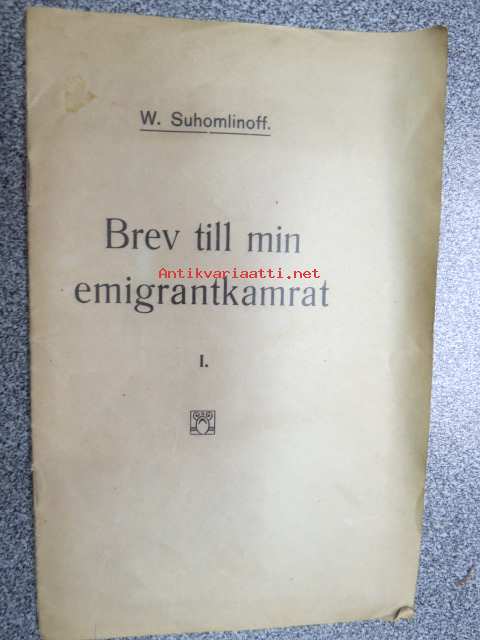 W. Suhomlinoff.
Brev till min
Antikvariaatti.net
emigrantkamrat
I.